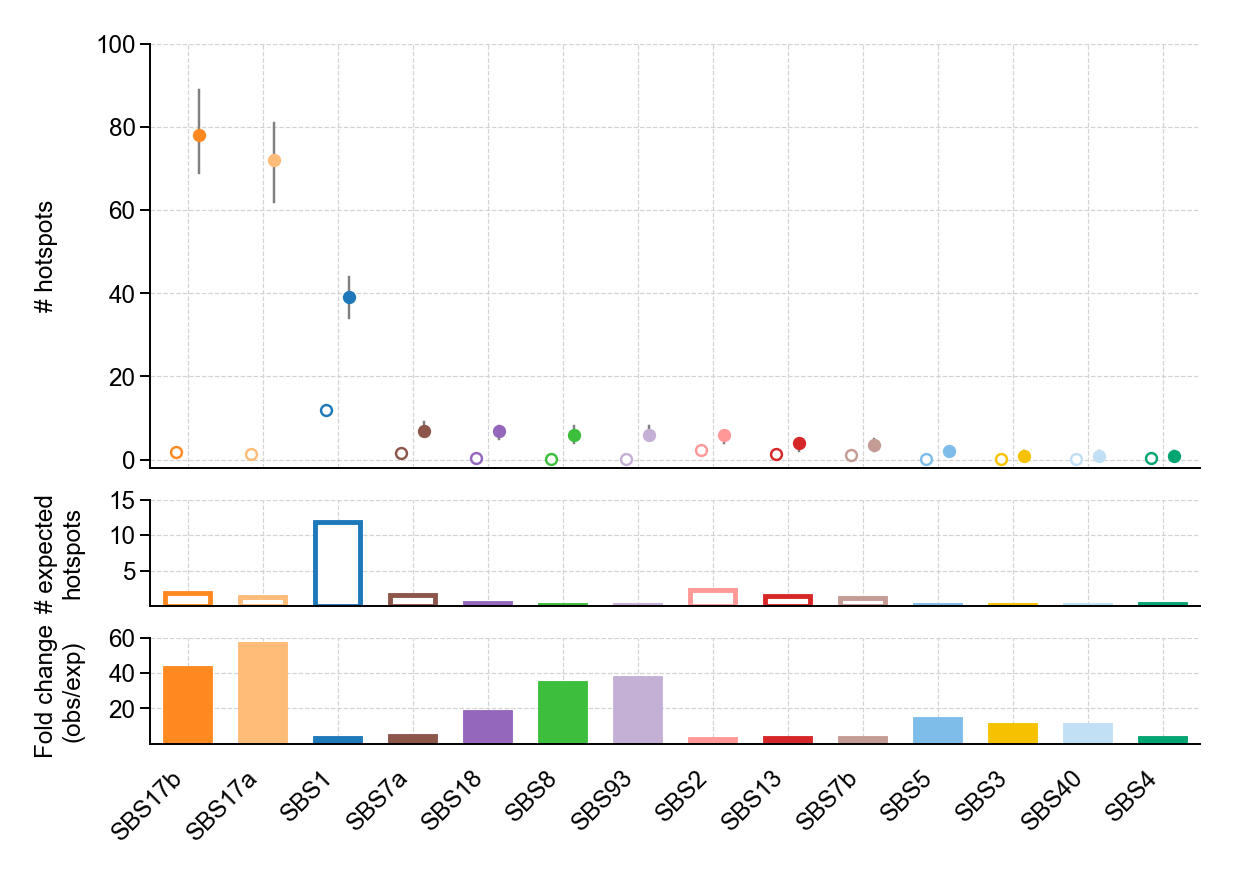 100
80
60
40
20
0
# hotspots
15
10
5
# expected
hotspots
60
40
20
Fold change
(obs/exp)
SBS17b
SBS17a
SBS1
SBS7a
SBS18
SBS8
SBS93
SBS2
SBS13
SBS7b
SBS5
SBS3
SBS40
SBS4